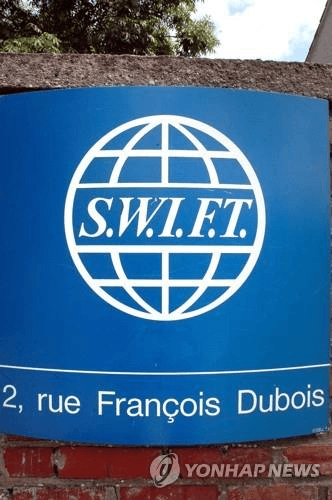 S.W.I.F.T.
2, rue François Dubois
YONHAP NEWS